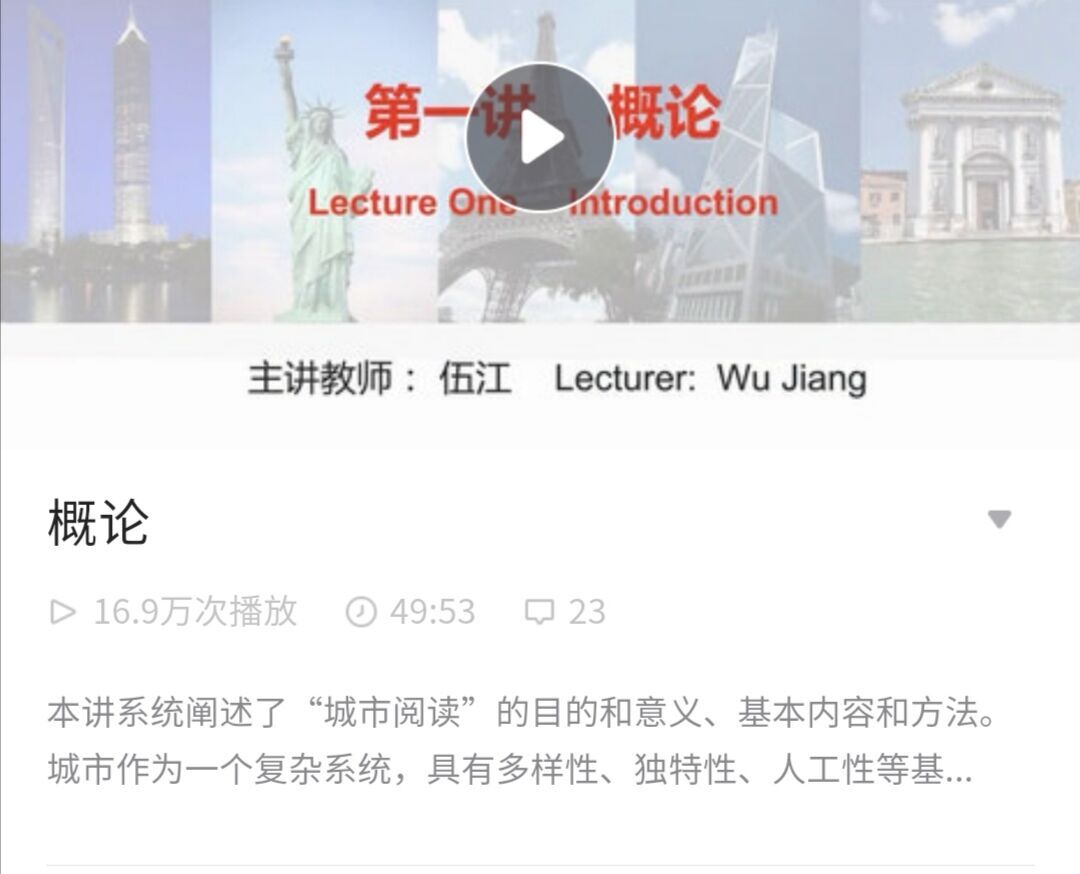 第一讲 概论
Lecture One Introduction
主讲教师：伍江 Lecturer: Wu Jiang
概论
16.9万次播放 49:53 23
本讲系统阐述了“城市阅读”的目的和意义、基本内容和方法。
城市作为一个复杂系统，具有多样性、独特性、人工性等基...